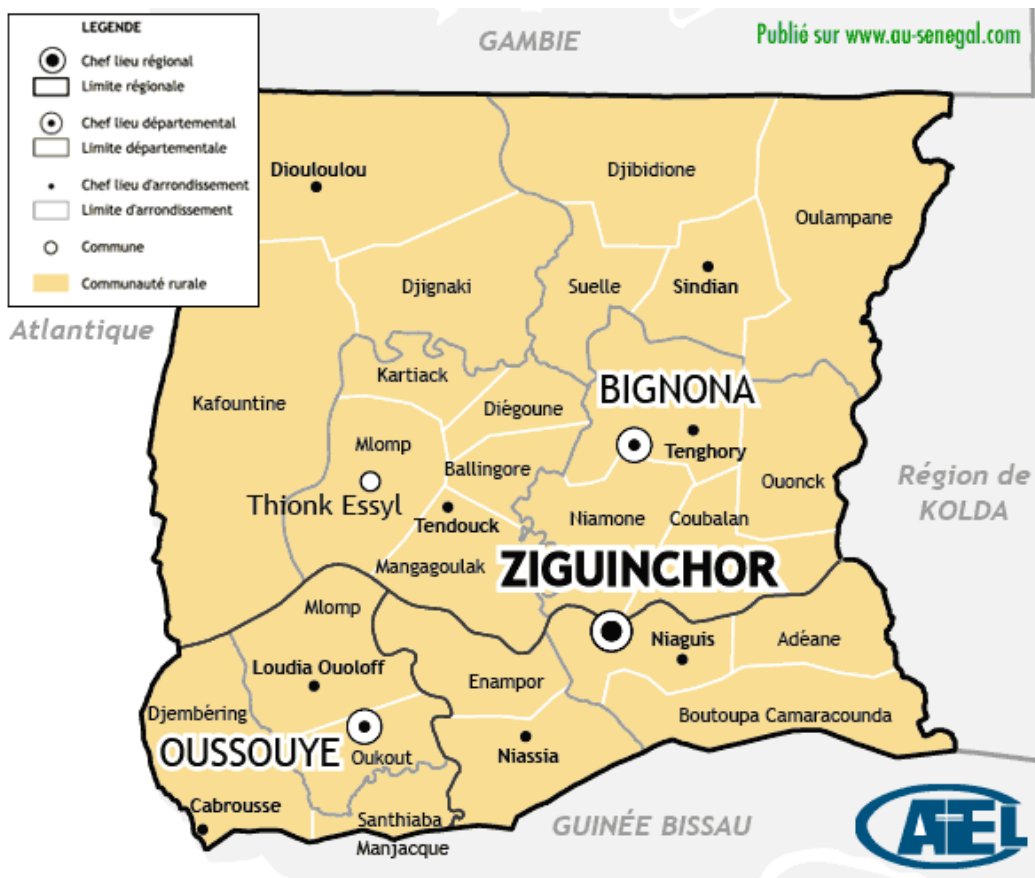 LEGENDE
Chef lieu régional
Limite régionale
Chef lieu départemental
Limite départementale
Chef lieu d'arrondissement
Limite d'arrondissement
Commune
Communauté rurale
GAMBIE
Publié sur www.au-senegal.com
Diouloulou
Djibidione
Oulampane
Djignaki
Suelle
Sindian
Atlantique
Kartiack
Kafountine
Diégoune
BIGNONA
Mlomp
Tenghory
Ballingore
Ouonck
Région de
KOLDA
Thionk Essyl
Tendouck
Niamone
Coubalan
Mangagoulak
ZIGUINCHOR
Mlomp
Niaguis
Adéane
Loudia Ouoloff
Enampor
Djembéring
Boutoupa Camaracounda
OUSSOUYE
Oukout
Niassia
Cabrousse
Santhiaba
Manjacque
GUINÉE BISSAU
ATEL